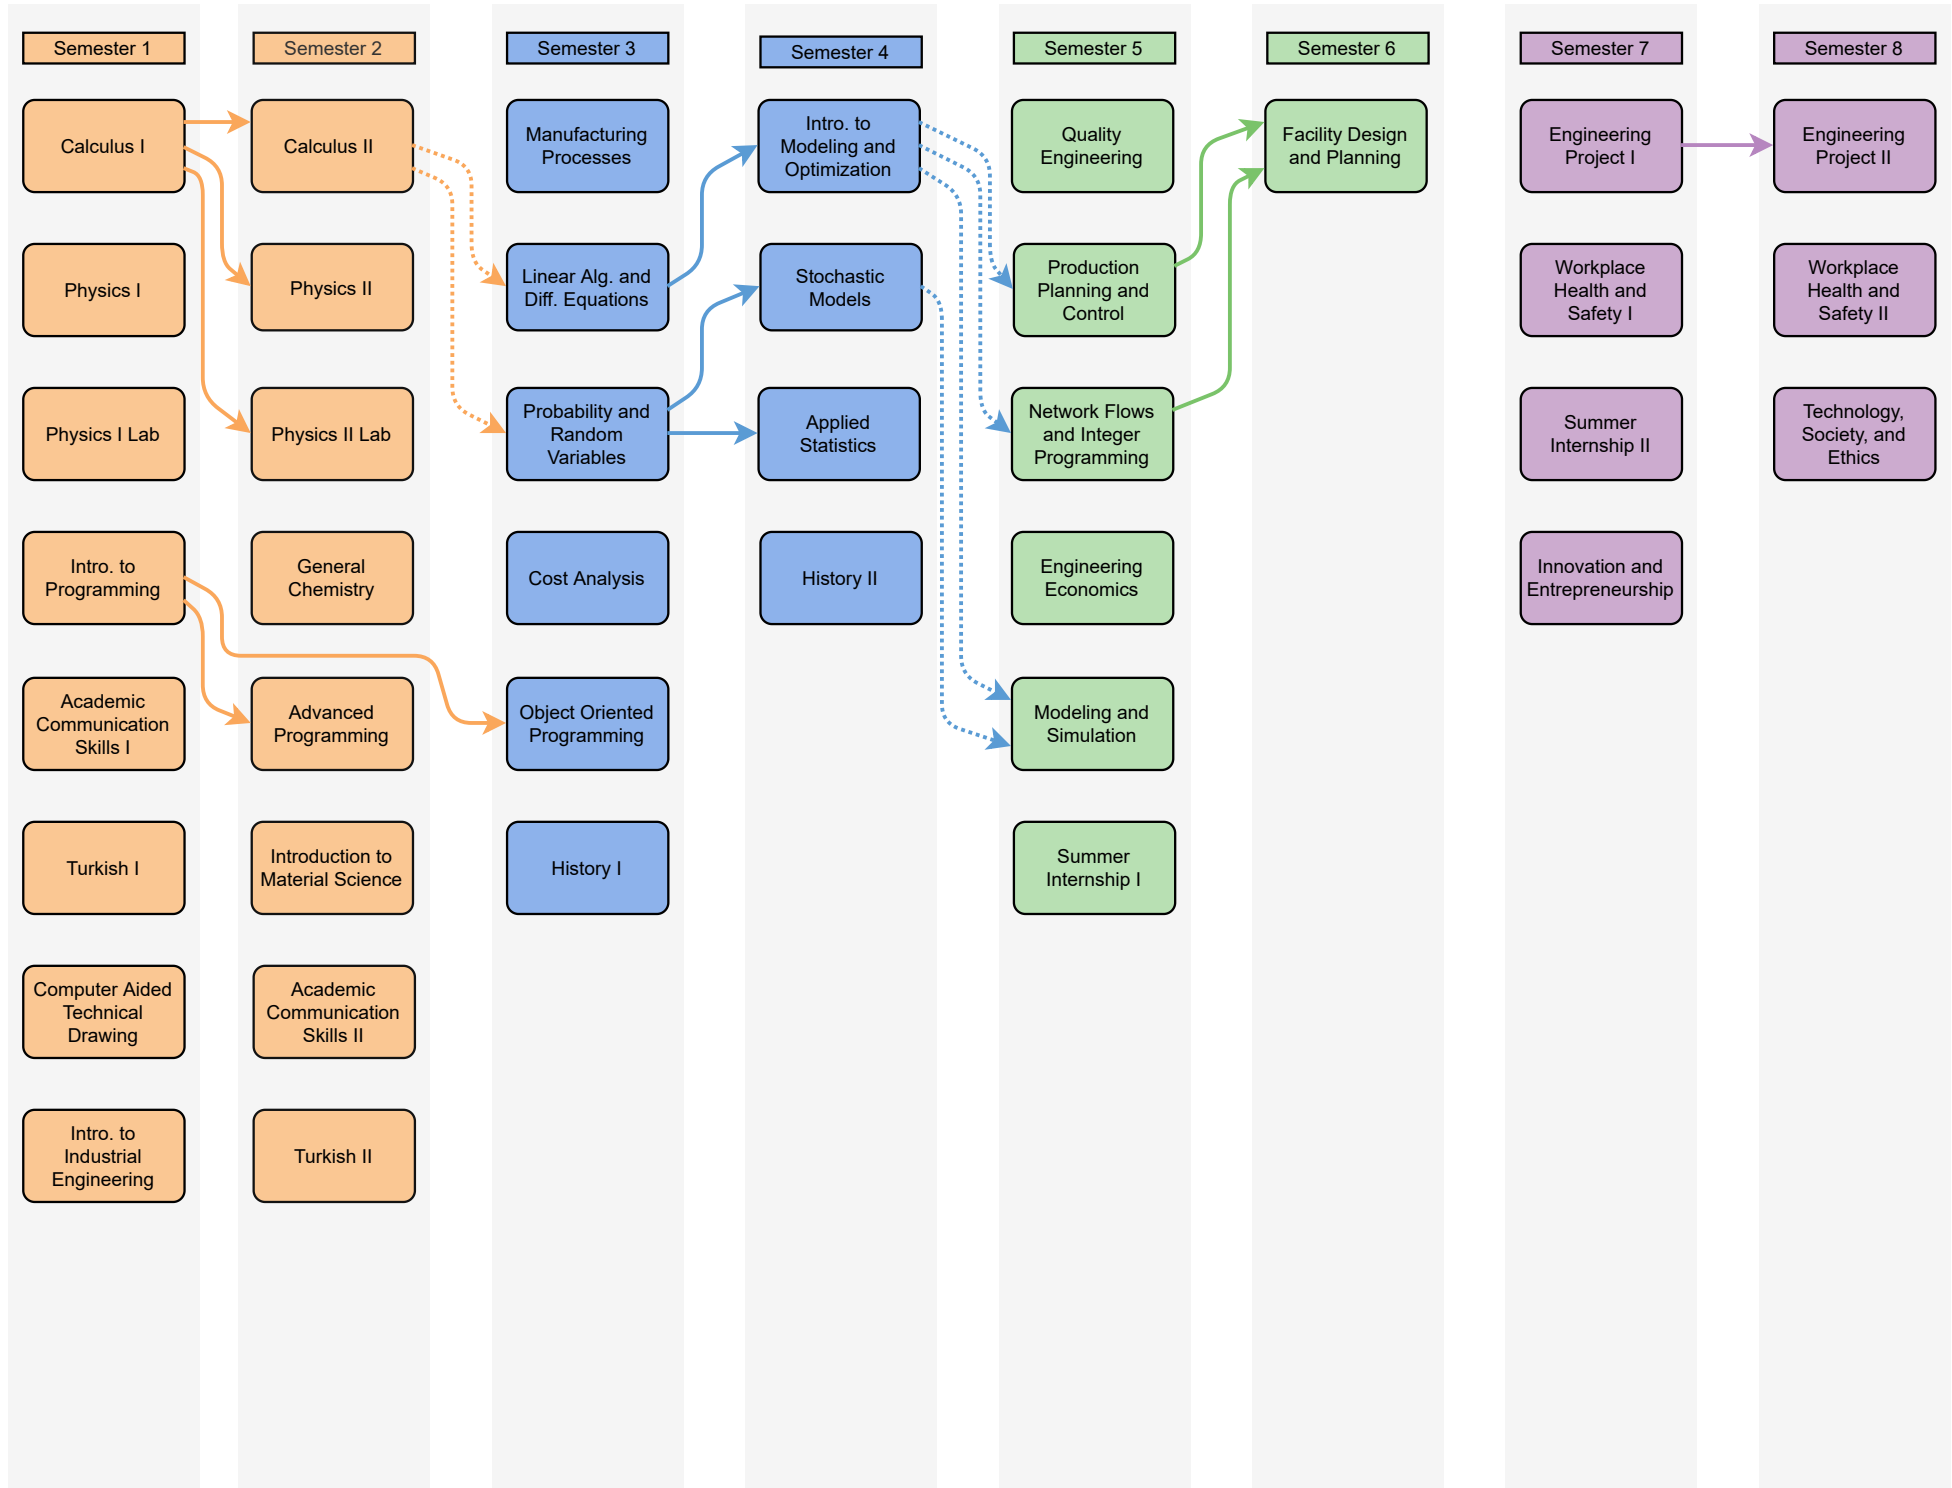 Semester 1
Calculus I
Physics I
Physics I Lab
Intro. to
Programming
Academic
Communication
Skills I
Turkish I
Computer Aided
Technical
Drawing
Intro. to
Industrial
Engineering
Semester 2
Calculus II
Physics II
Physics II Lab
General
Chemistry
Advanced
Programming
Introduction to
Material Science
Academic
Communication
Skills II
Turkish II
Semester 3
Manufacturing
Processes
Linear Alg. and
Diff. Equations
Probability and
Random
Variables
Cost Analysis
Object Oriented
Programming
History I
Semester 4
Intro. to
Modeling and
Optimization
Stochastic
Models
Applied
Statistics
History II
Semester 5
Quality
Engineering
Production
Planning and
Control
Network Flows
and Integer
Programming
Engineering
Economics
Modeling and
Simulation
Summer
Internship I
Semester 6
Facility Design
and Planning
Semester 7
Engineering
Project I
Workplace
Health and
Safety I
Summer
Internship II
Innovation and
Entrepreneurship
Semester 8
Engineering
Project II
Workplace
Health and
Safety II
Technology,
Society, and
Ethics